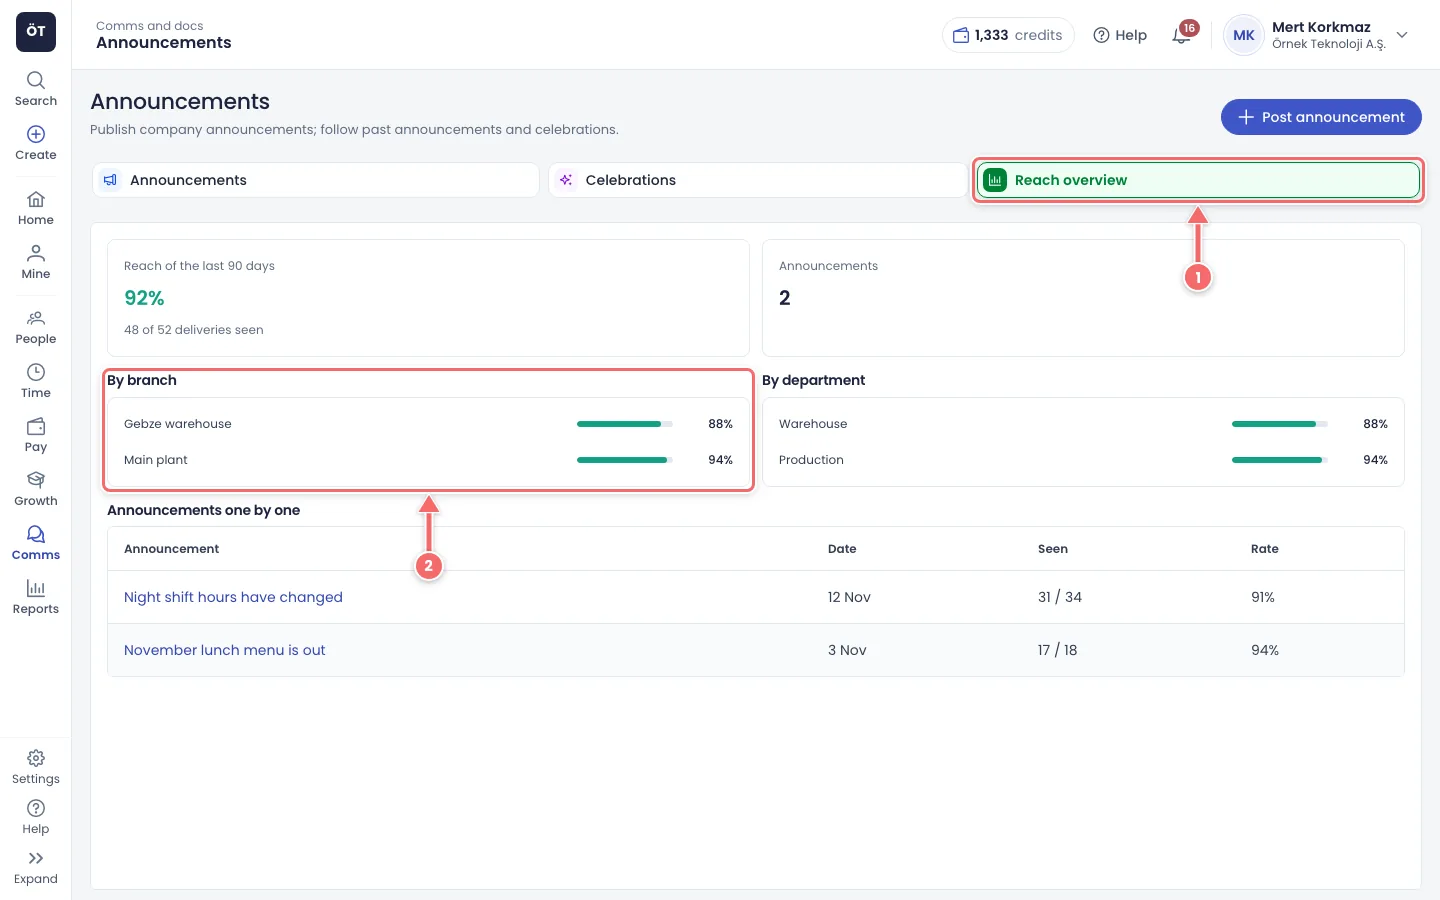 ÖT
Search
Create
Home
Mine
People
Time
Pay
Growth
Comms
Reports
Settings
Help
Expand
Comms and docs
Announcements
1,333 credits
Help
16
MK
Mert Korkmaz
Örnek Teknoloji A.Ş.
Announcements
Publish company announcements; follow past announcements and celebrations.
Post announcement
Announcements
Celebrations
Reach overview
1
Reach of the last 90 days
92%
48 of 52 deliveries seen
Announcements
2
By branch
Gebze warehouse 88%
Main plant 94%
2
By department
Warehouse 88%
Production 94%
Announcements one by one
Announcement Date Seen Rate
Night shift hours have changed 12 Nov 31 / 34 91%
November lunch menu is out 3 Nov 17 / 18 94%